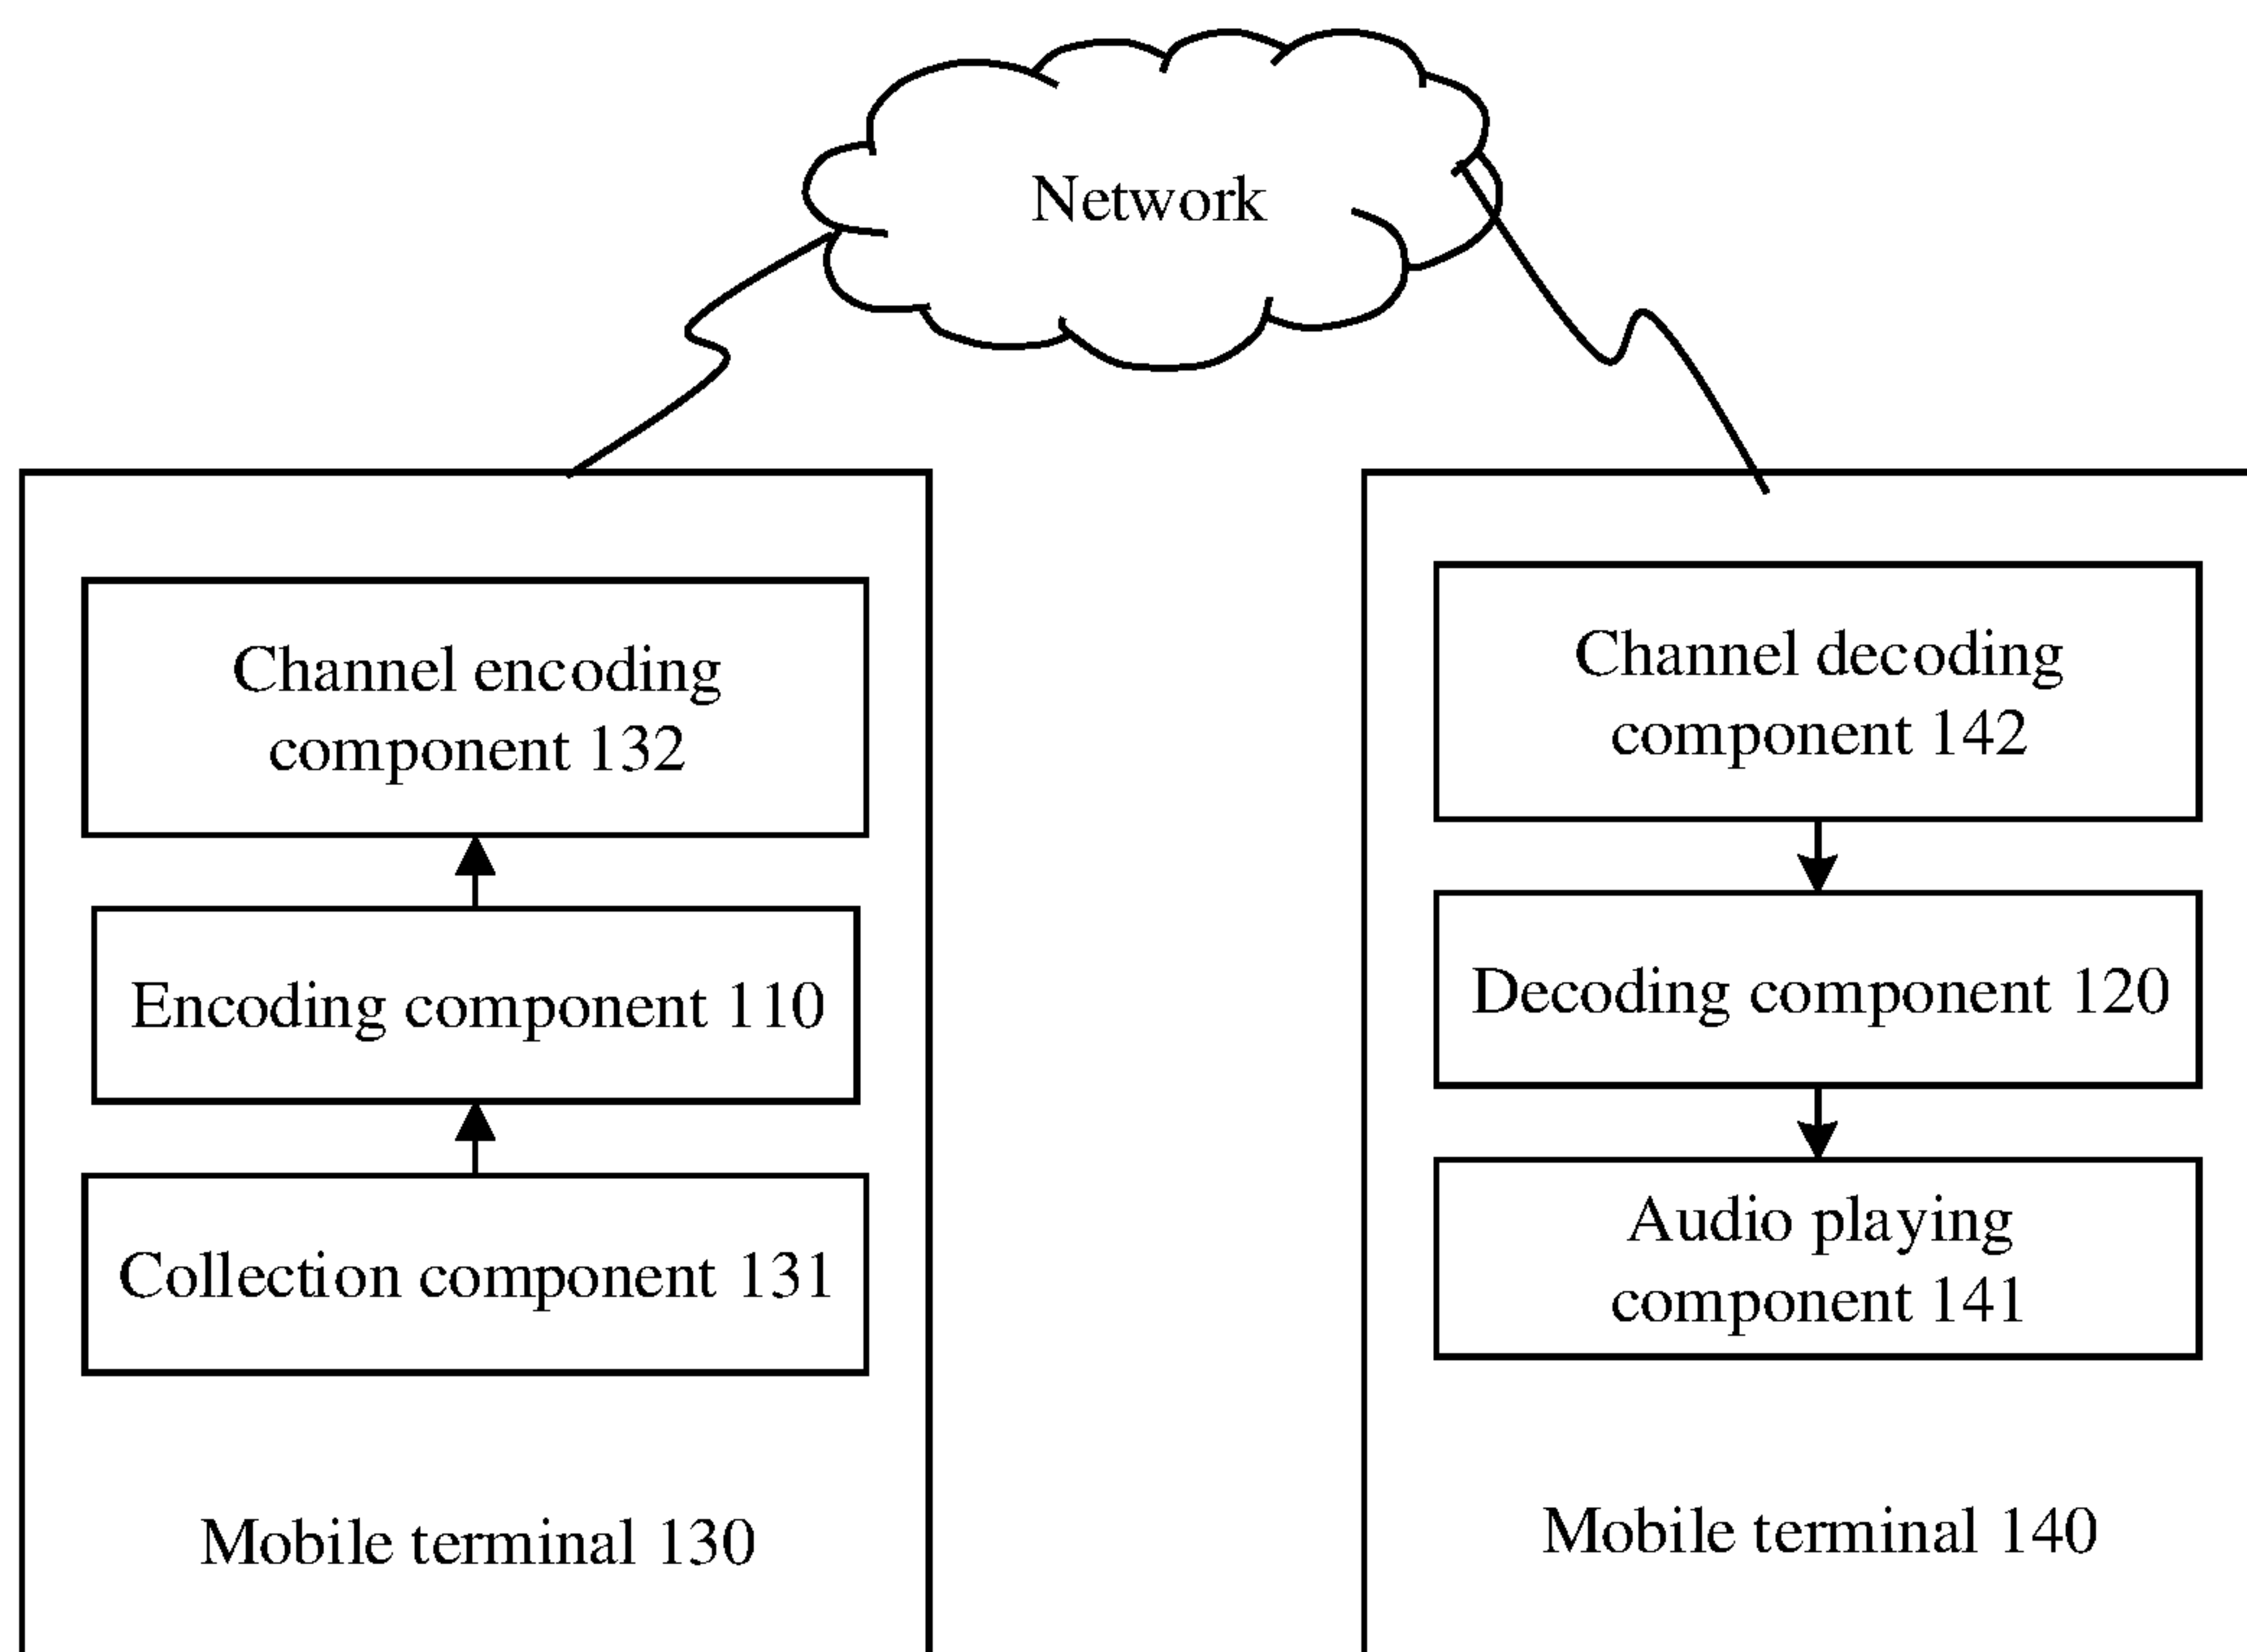 Network
Channel encoding
component 132
Encoding component 110
Collection component 131
Mobile terminal 130
Channel decoding
component 142
Decoding component 120
Audio playing
component 141
Mobile terminal 140